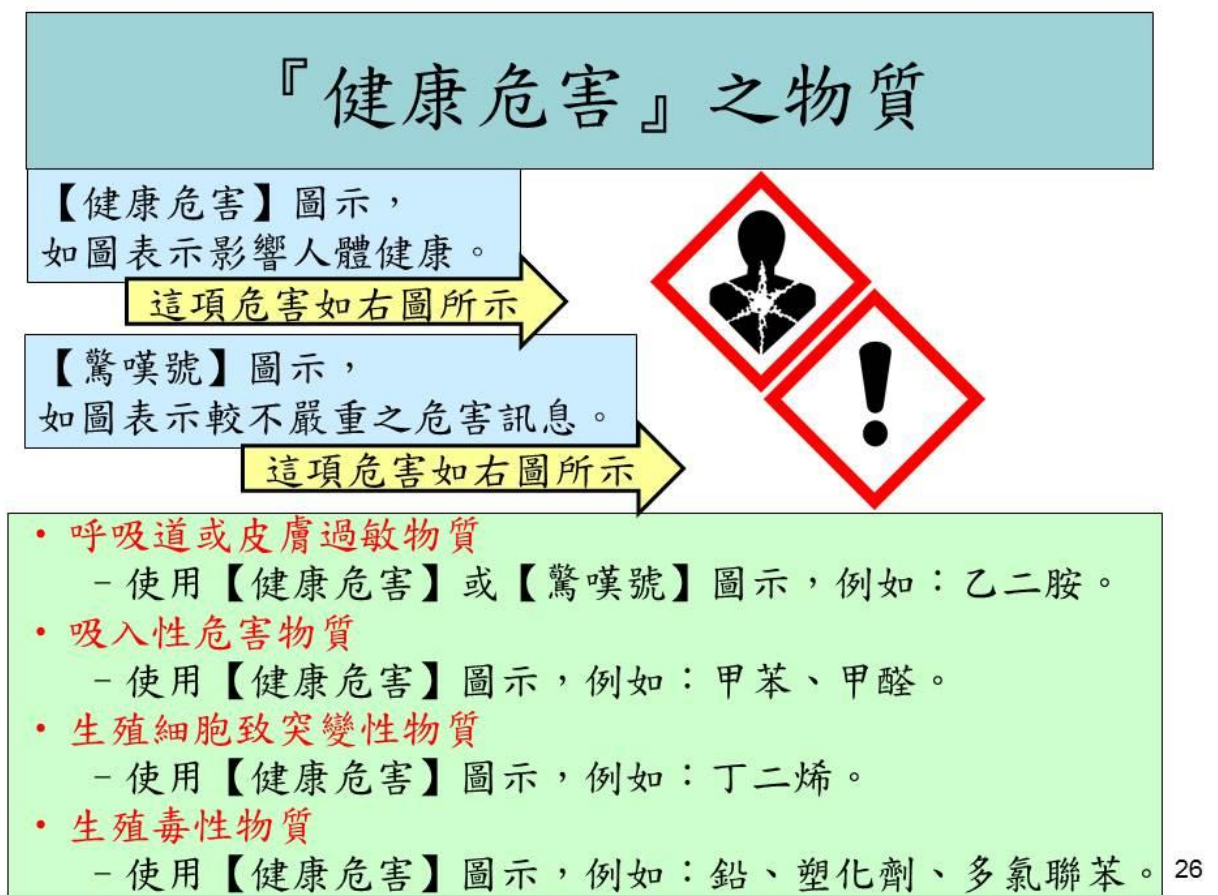 『健康危害』之物質
【健康危害】圖示，
如圖表示影響人體健康。
這項危害如右圖所示
【驚嘆號】圖示，
如圖表示較不嚴重之危害訊息。
這項危害如右圖所示
• 呼吸道或皮膚過敏物質
－使用【健康危害】或【驚嘆號】圖示，例如：乙二胺。
• 吸入性危害物質
－使用【健康危害】圖示，例如：甲苯、甲醛。
• 生殖細胞致突變性物質
－使用【健康危害】圖示，例如：丁二烯。
• 生殖毒性物質
－使用【健康危害】圖示，例如：鉛、塑化劑、多氯聯苯。
26